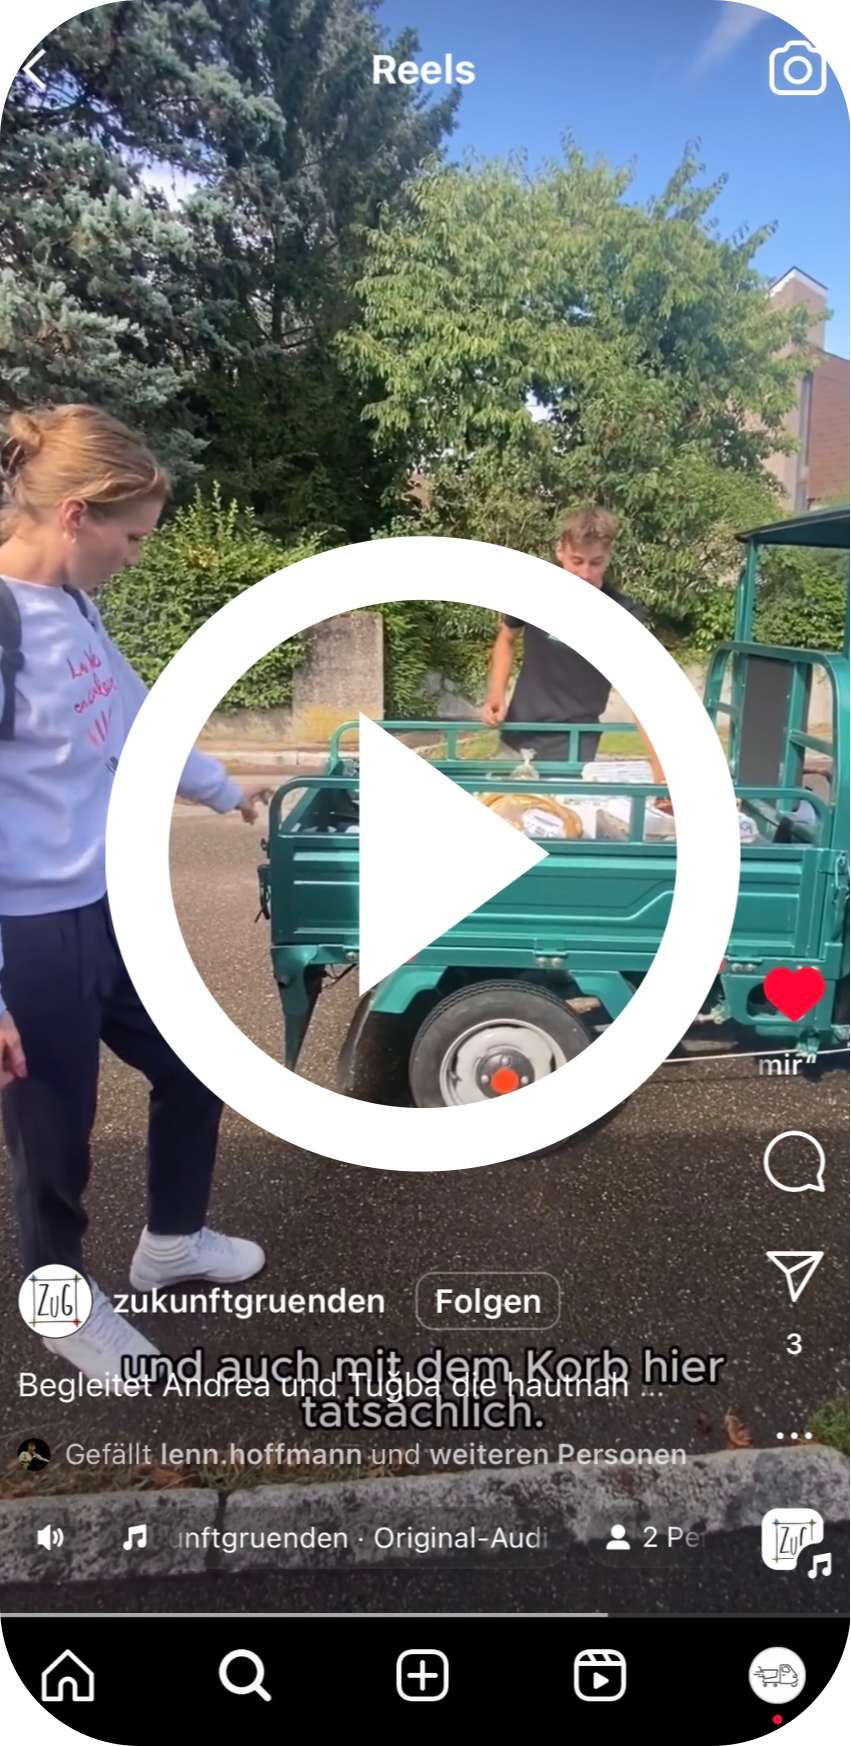 Reels
mir“
ZuG
zukunftgruenden
Folgen
3
und auch mit dem Korb hier
Begleitet Andrea und Tuğba die hautnah ...
tatsächlich.
Gefällt lenn.hoffmann und weiteren Personen
unftgruenden · Original-Audi
2 Pe